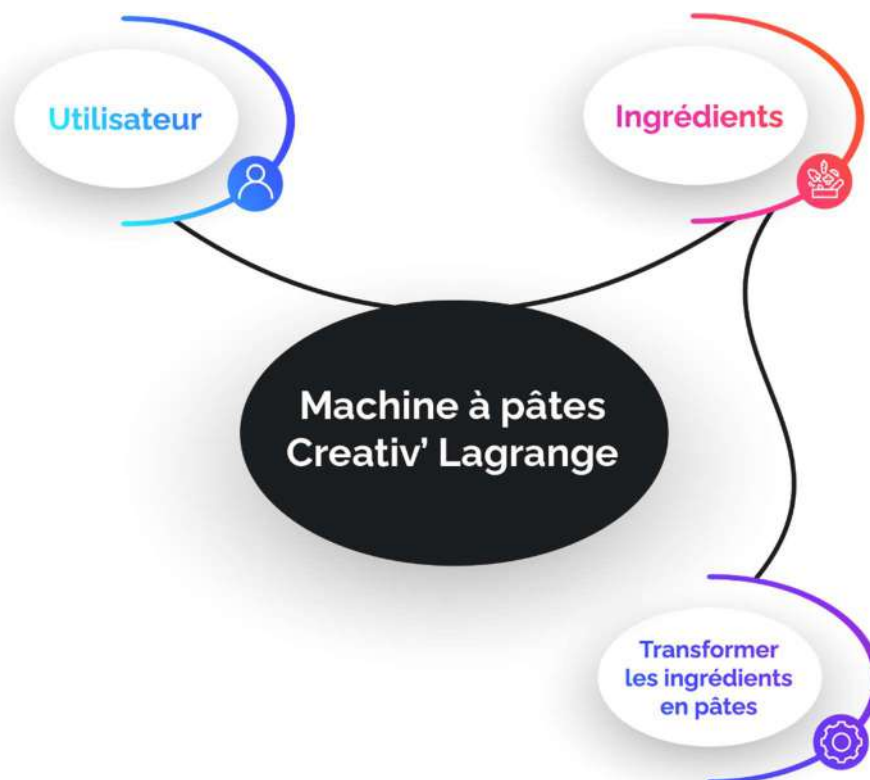 Utilisateur
Ingrédients
Machine à pâtes
Creativ’ Lagrange
Transformer
les ingrédients
en pâtes